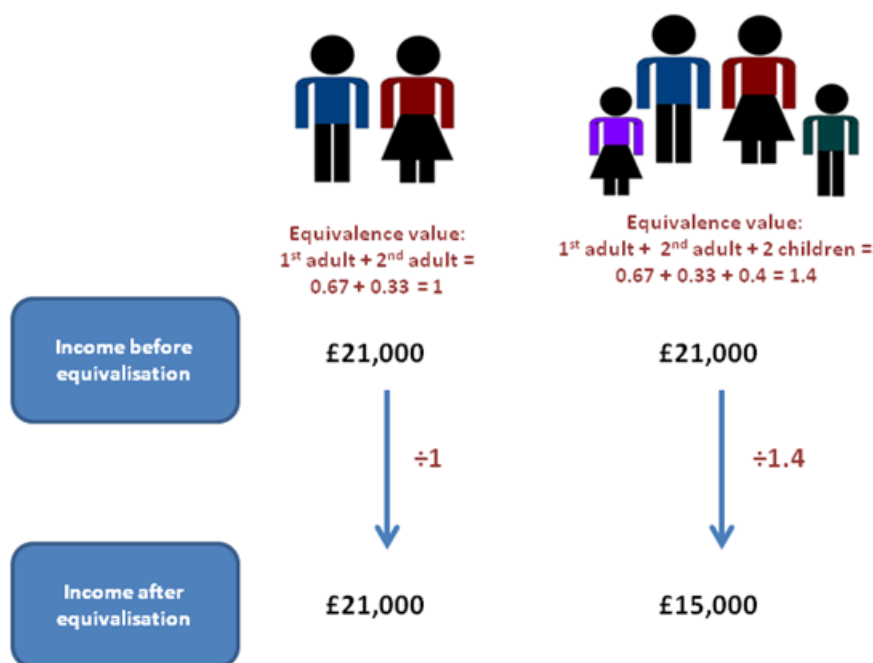 Equivalence value:
1st adult + 2nd adult =
0.67 + 0.33 = 1
Equivalence value:
1st adult + 2nd adult + 2 children =
0.67 + 0.33 + 0.4 = 1.4
Income before
equivalisation
£21,000
£21,000
÷1
÷1.4
Income after
equivalisation
£21,000
£15,000